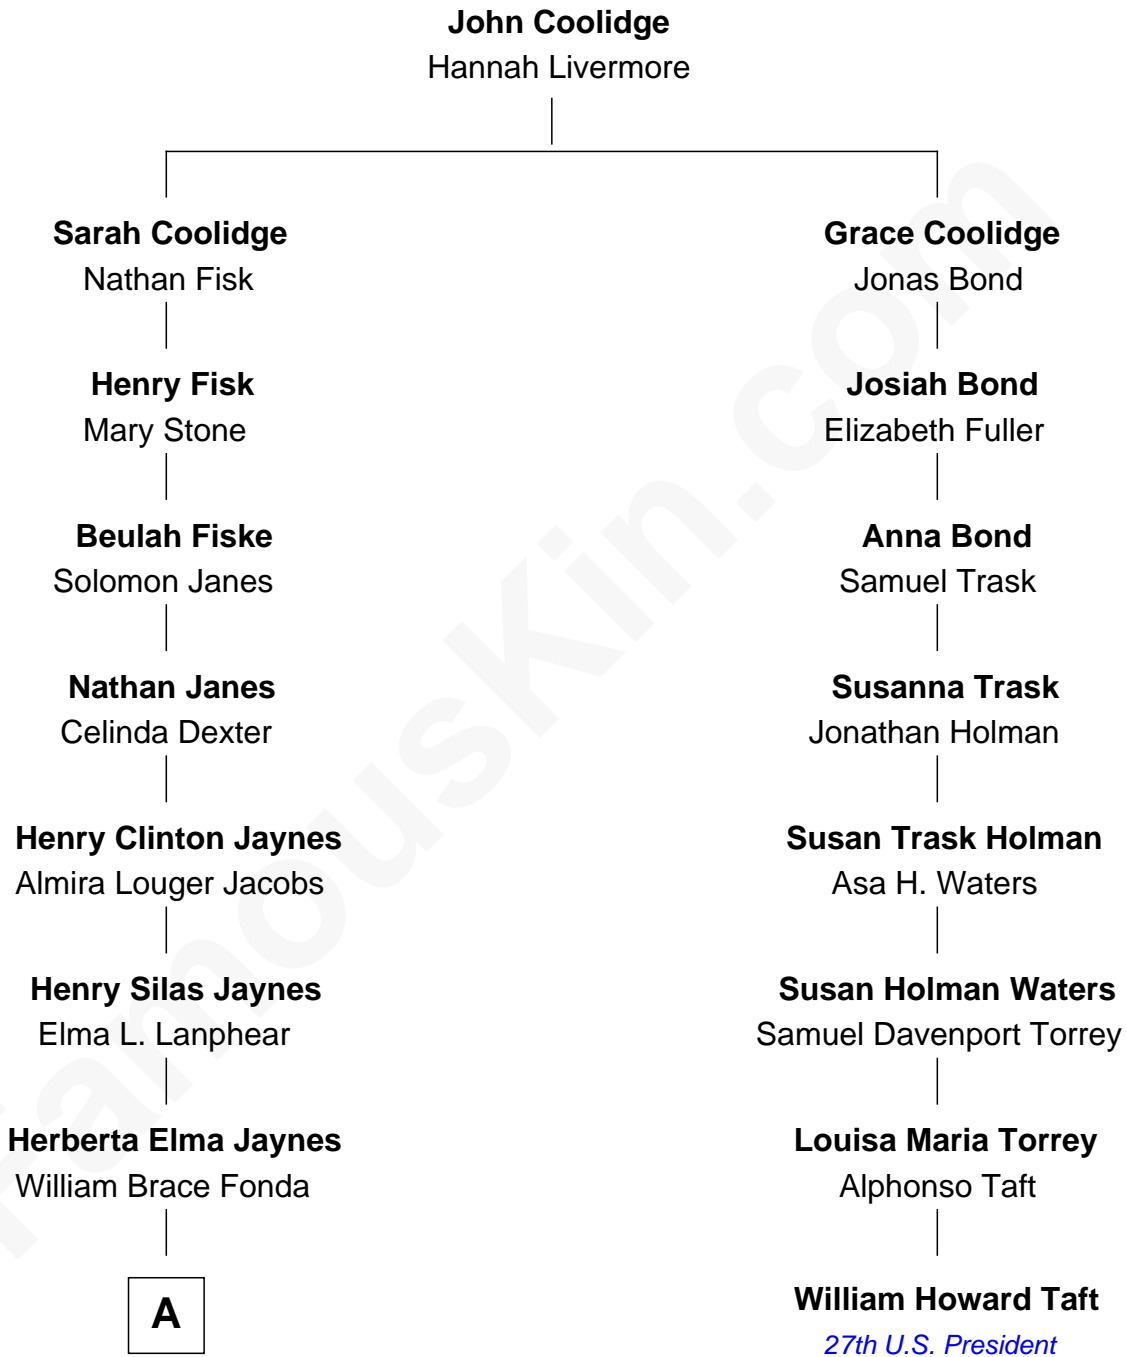 John Coolidge
Hannah Livermore
Sarah Coolidge
Nathan Fisk
Henry Fisk
Mary Stone
Beulah Fiske
Solomon Janes
Nathan Janes
Celinda Dexter
Henry Clinton Jaynes
Almira Louger Jacobs
Henry Silas Jaynes
Elma L. Lanphear
Herberta Elma Jaynes
William Brace Fonda
A
Grace Coolidge
Jonas Bond
Josiah Bond
Elizabeth Fuller
Anna Bond
Samuel Trask
Susanna Trask
Jonathan Holman
Susan Trask Holman
Asa H. Waters
Susan Holman Waters
Samuel Davenport Torrey
Louisa Maria Torrey
Alphonso Taft
William Howard Taft
27th U.S. President
FamousKin.com